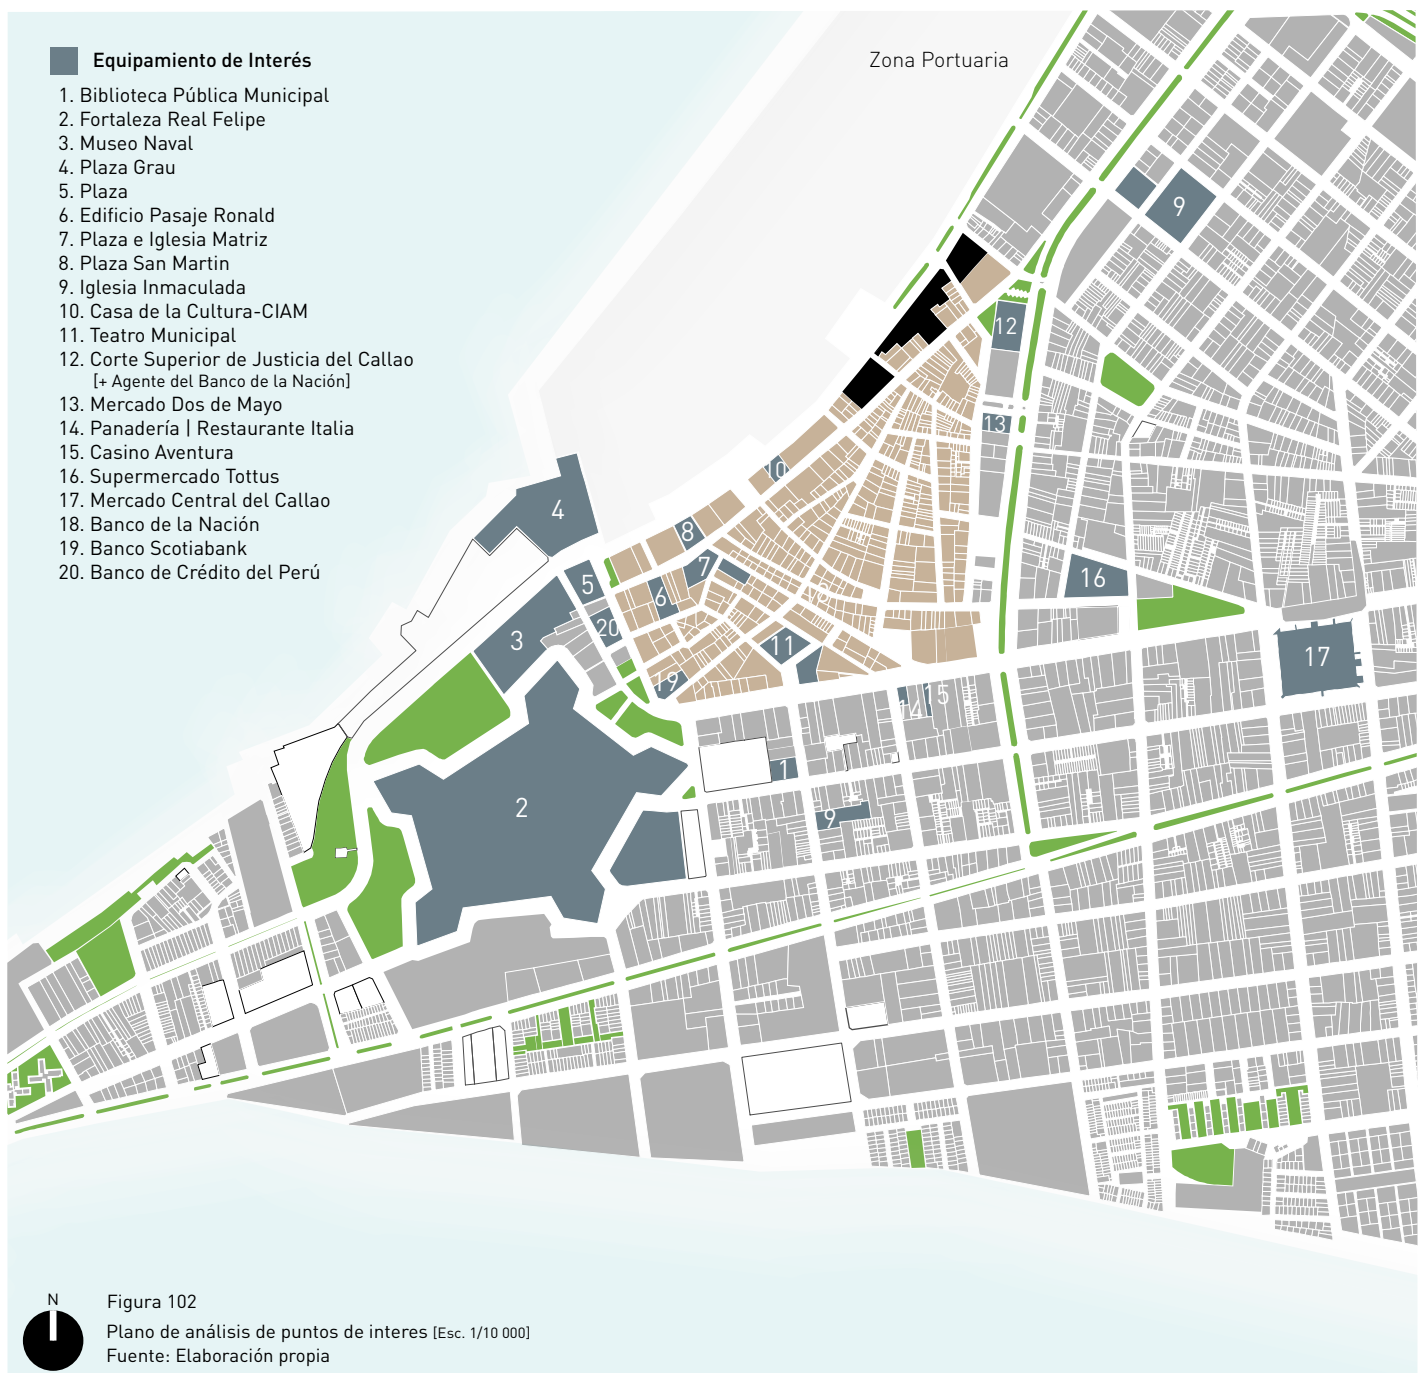 Equipamiento de Interés
1. Biblioteca Pública Municipal
2. Fortaleza Real Felipe
3. Museo Naval
4. Plaza Grau
5. Plaza
6. Edificio Pasaje Ronald
7. Plaza e Iglesia Matriz
8. Plaza San Martin
9. Iglesia Inmaculada
10. Casa de la Cultura-CIAM
11. Teatro Municipal
12. Corte Superior de Justicia del Callao
[+ Agente del Banco de la Nación]
13. Mercado Dos de Mayo
14. Panadería | Restaurante Italia
15. Casino Aventura
16. Supermercado Tottus
17. Mercado Central del Callao
18. Banco de la Nación
19. Banco Scotiabank
20. Banco de Crédito del Perú
Zona Portuaria
9
12
13
10
4
8
7
5
6
16
18
20
3
11
17
19
15
14
1
2
9
N
Figura 102
Plano de análisis de puntos de interes [Esc. 1/10 000]
Fuente: Elaboración propia